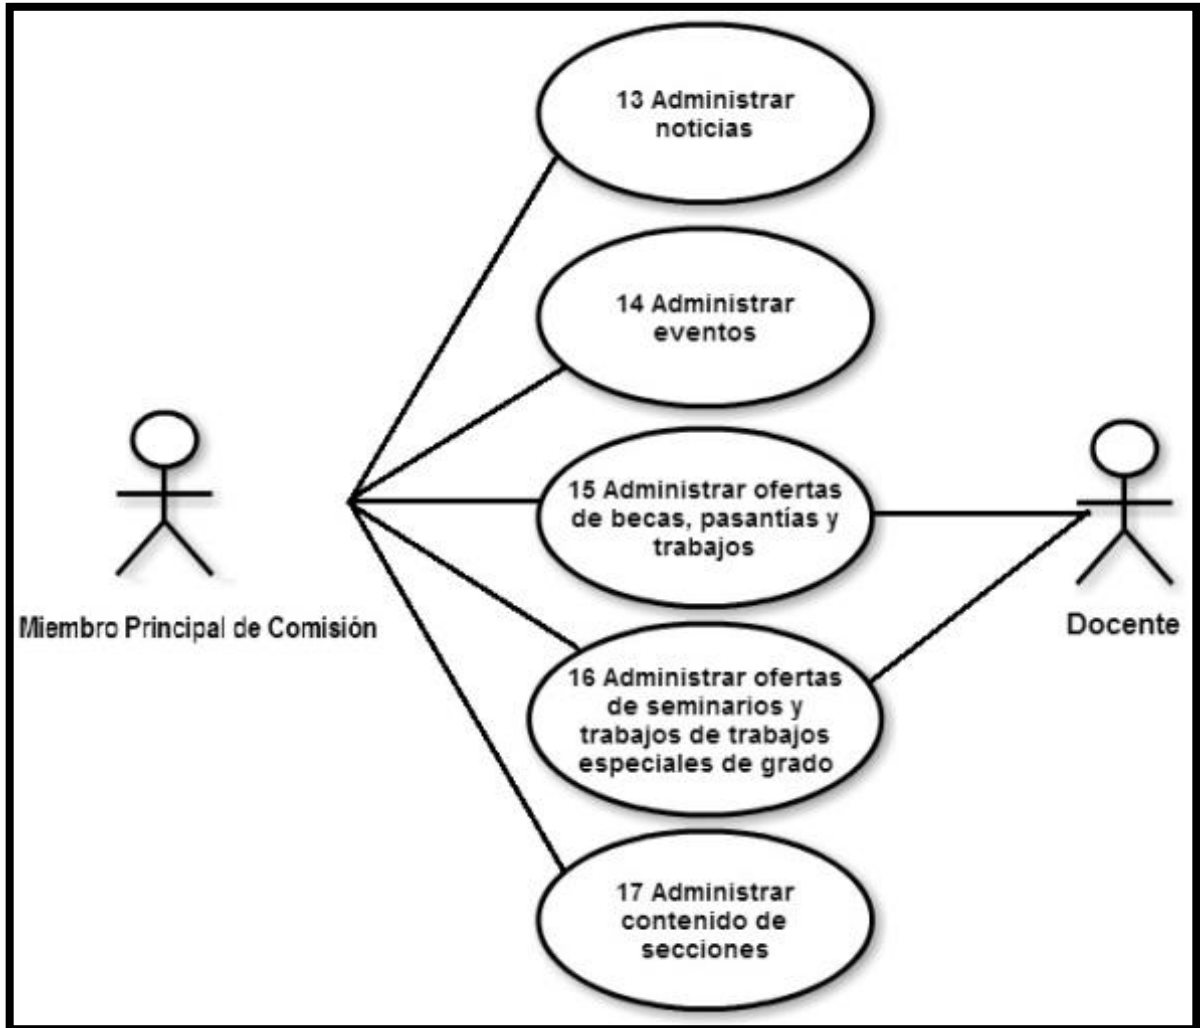 13 Administrar
noticias
14 Administrar
eventos
15 Administrar ofertas
de becas, pasantías y
trabajos
Miembro Principal de Comisión
Docente
16 Administrar ofertas
de seminarios y
trabajos de trabajos
especiales de grado
17 Administrar
contenido de
secciones